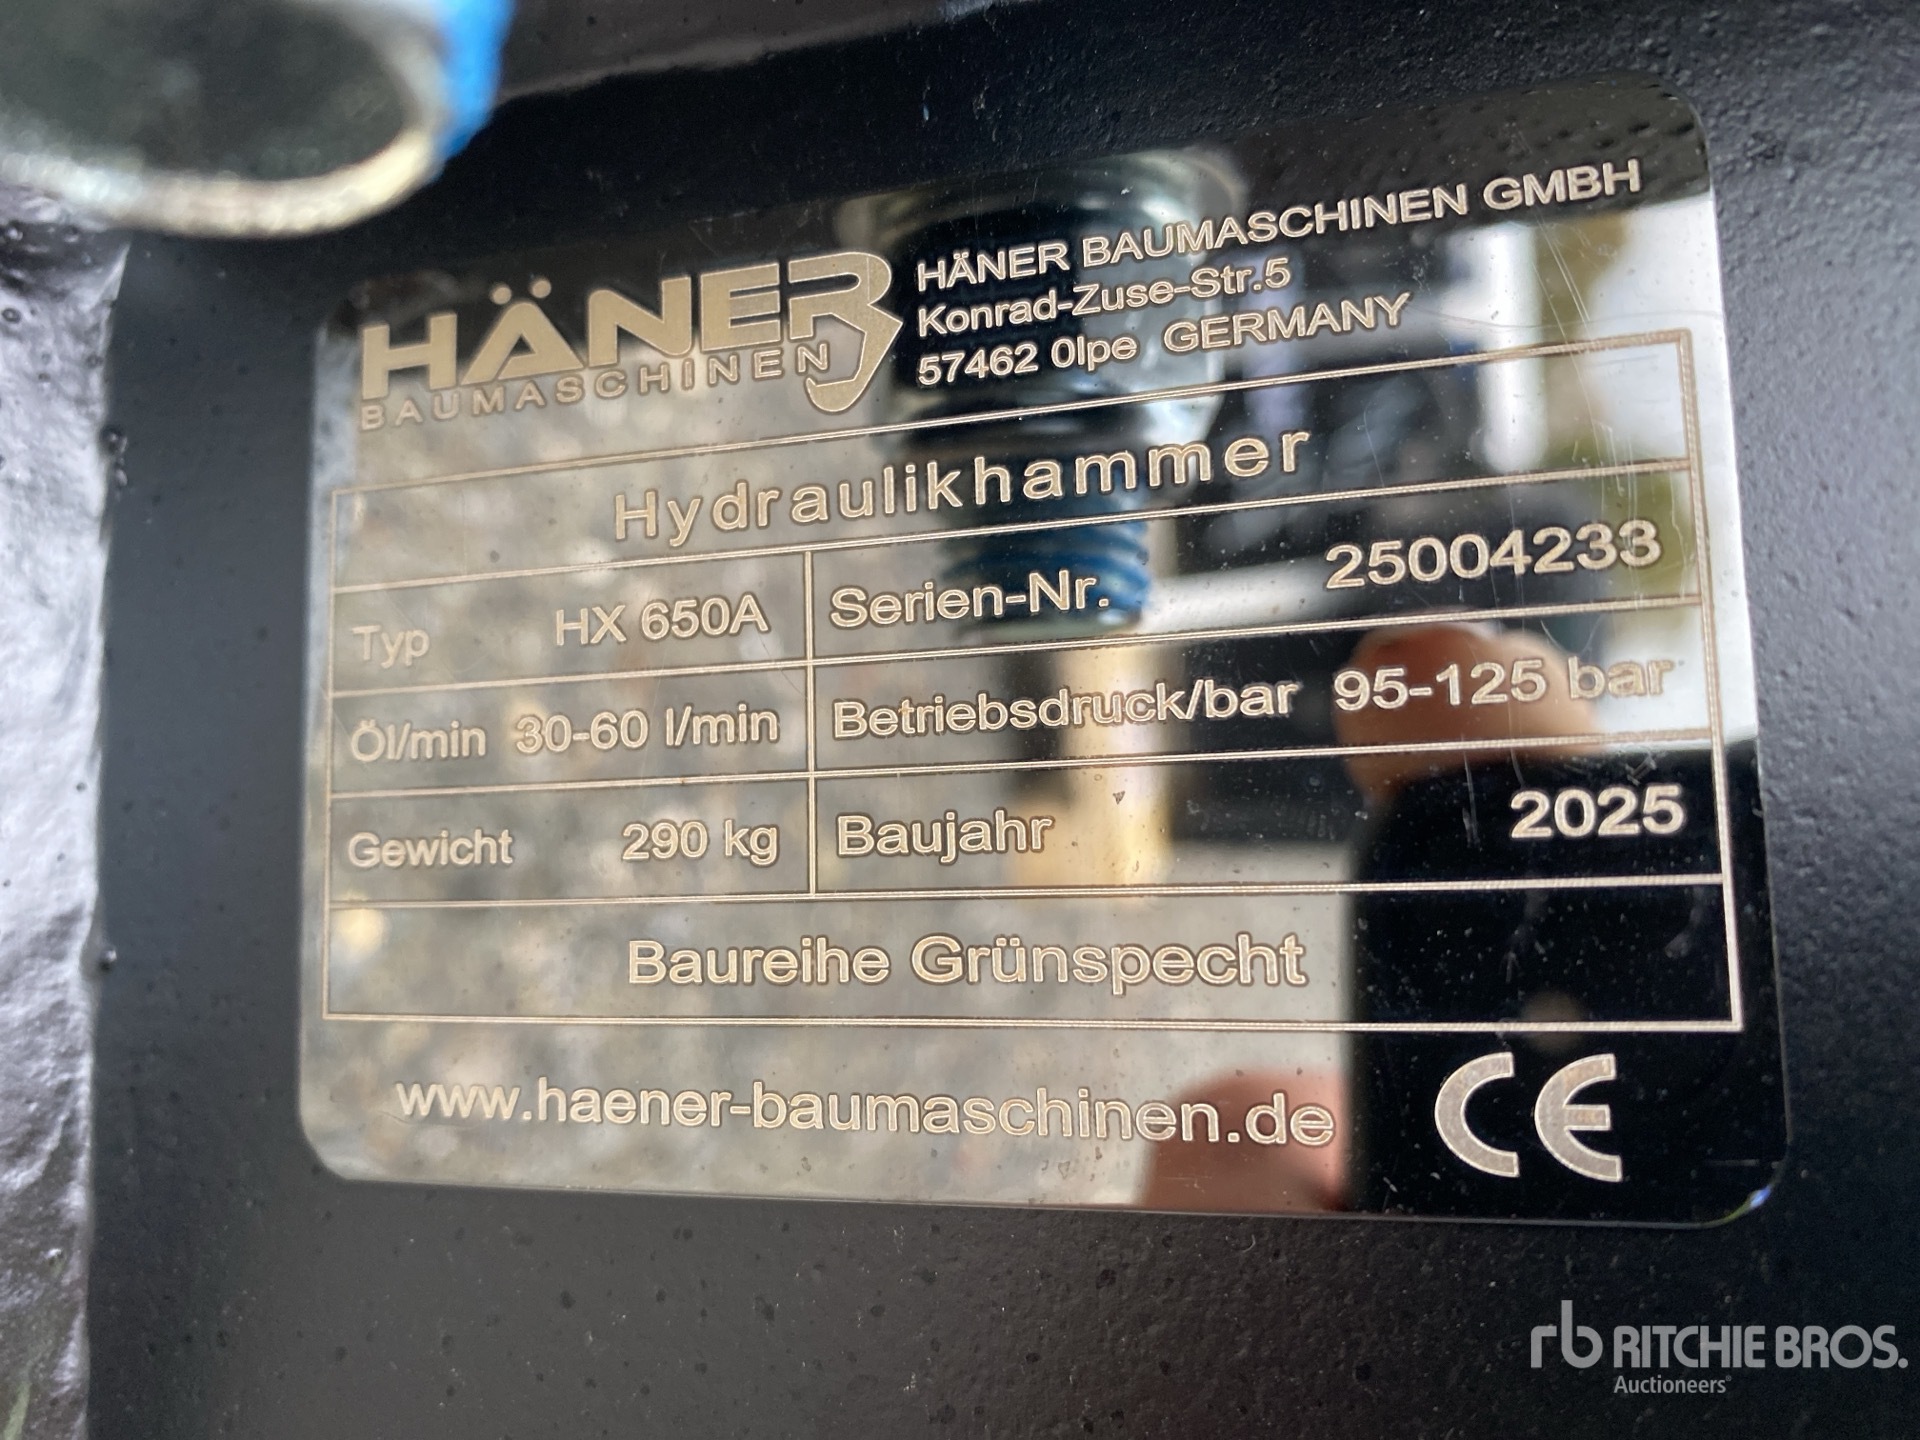 HÄNER
BAUMASCHINEN
HÄNER BAUMASCHINEN GMBH
Konrad-Zuse-Str.5
57462 Olpe GERMANY
Hydraulikhammer
Typ HX 650A Serien-Nr. 25004233
Öl/min 30-60 l/min Betriebsdruck/bar 95-125 bar
Gewicht 290 kg Baujahr 2025
Baureihe Grünspecht
www.haener-baumaschinen.de CE
rb RITCHIE BROS.
Auctioneers